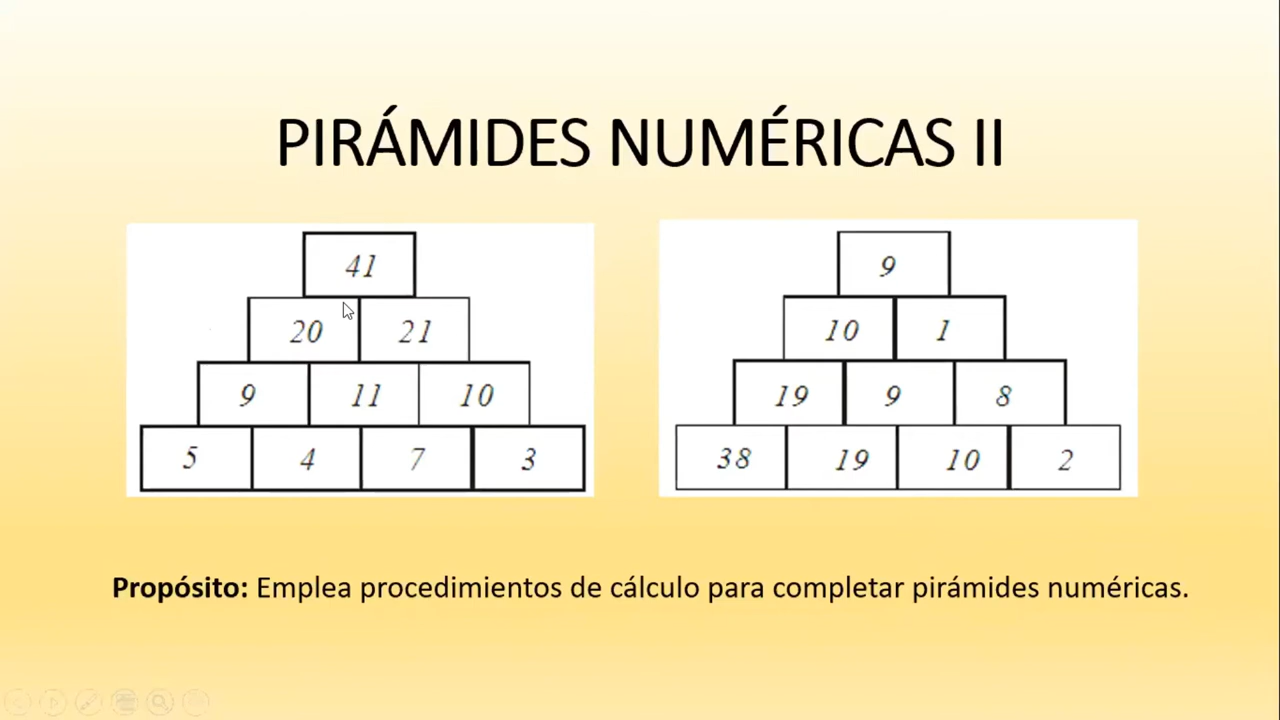 PIRÁMIDES NUMÉRICAS II
41
20 21
9 11 10
5 4 7 3
9
10 1
19 9 8
38 19 10 2
Propósito: Emplea procedimientos de cálculo para completar pirámides numéricas.